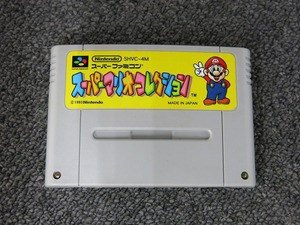 Nintendo SHVC-4M
スーパーファミコン
スーパーマリオコレクション TM
©1993 Nintendo
MADE IN JAPAN